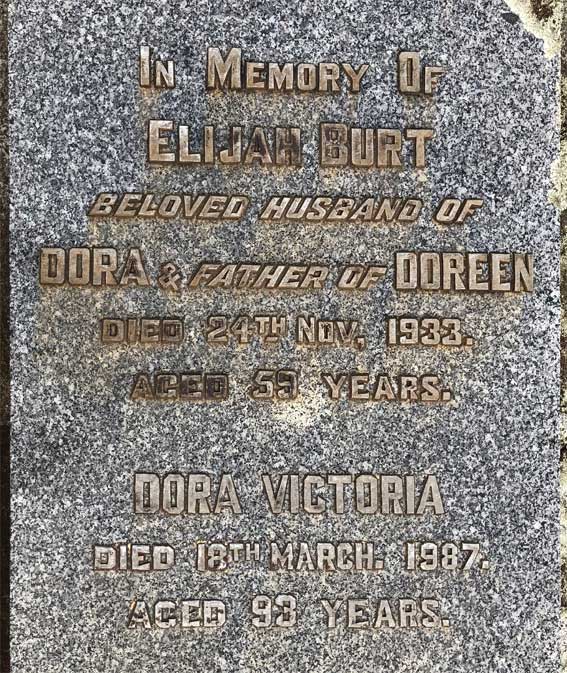 In Memory Of
Elijah Burt
BELOVED HUSBAND OF
DORA & FATHER OF DOREEN
DIED 24TH NOV, 1933.
AGED 59 YEARS.
DORA VICTORIA
DIED 18TH MARCH. 1987.
AGED 93 YEARS.